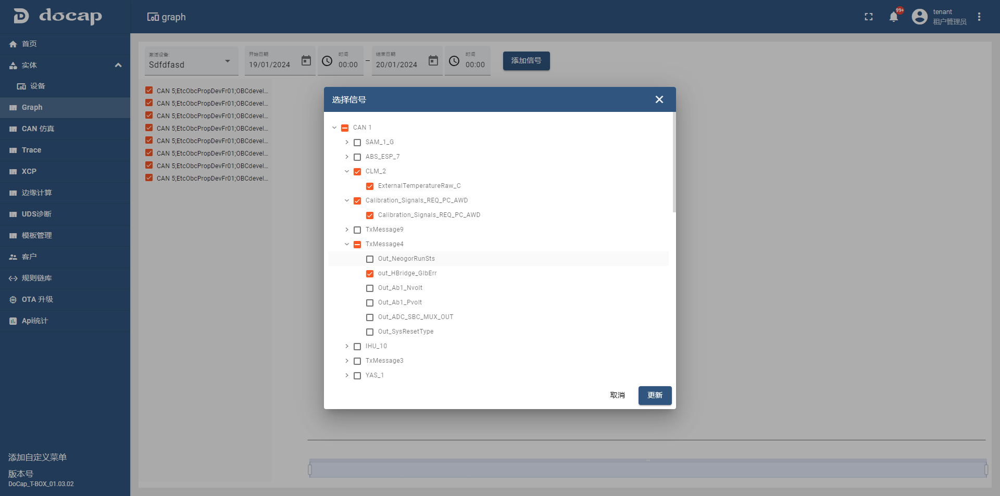 docap
graph
99+
tenant
租户管理员
首页
实体
设备
Graph
CAN 仿真
Trace
XCP
边缘计算
UDS诊断
模板管理
客户
规则链库
OTA 升级
Api统计
添加自定义菜单
版本号
DoCap_T-BOX_01.03.02
激活设备:
Sdfdfasd
开始日期
19/01/2024
时间
00:00
–
结束日期
20/01/2024
时间
00:00
添加信号
CAN 5;EtcObcPropDevFr01;OBCdevel...
CAN 5;EtcObcPropDevFr01;OBCdevel...
CAN 5;EtcObcPropDevFr01;OBCdevel...
CAN 5;EtcObcPropDevFr01;OBCdevel...
CAN 5;EtcObcPropDevFr01;OBCdevel...
CAN 5;EtcObcPropDevFr01;OBCdevel...
CAN 5;EtcObcPropDevFr01;OBCdevel...
CAN 5;EtcObcPropDevFr01;OBCdevel...
选择信号
CAN 1
SAM_1_G
ABS_ESP_7
CLM_2
ExternalTemperatureRaw_C
Calibration_Signals_REQ_PC_AWD
Calibration_Signals_REQ_PC_AWD
TxMessage9
TxMessage4
Out_NeogorRunSts
out_HBridge_GlbErr
Out_Ab1_Nvolt
Out_Ab1_Pvolt
Out_ADC_SBC_MUX_OUT
Out_SysResetType
IHU_10
TxMessage3
YAS_1
取消
更新